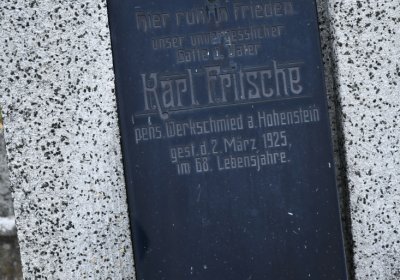 Hier ruht in Frieden
unser unvergesslicher
Gatte u. Vater
Karl Fritsche
pens. Werkschmied a. Hohenstein
gest. d. 2. März 1925,
im 68. Lebensjahre.